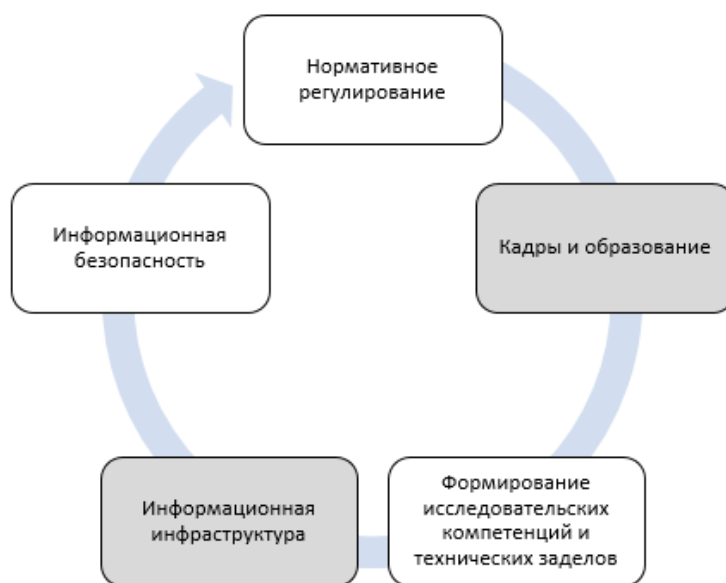 Нормативное
регулирование
Кадры и образование
Формирование
исследовательских
компетенций и
технических заделов
Информационная
инфраструктура
Информационная
безопасность